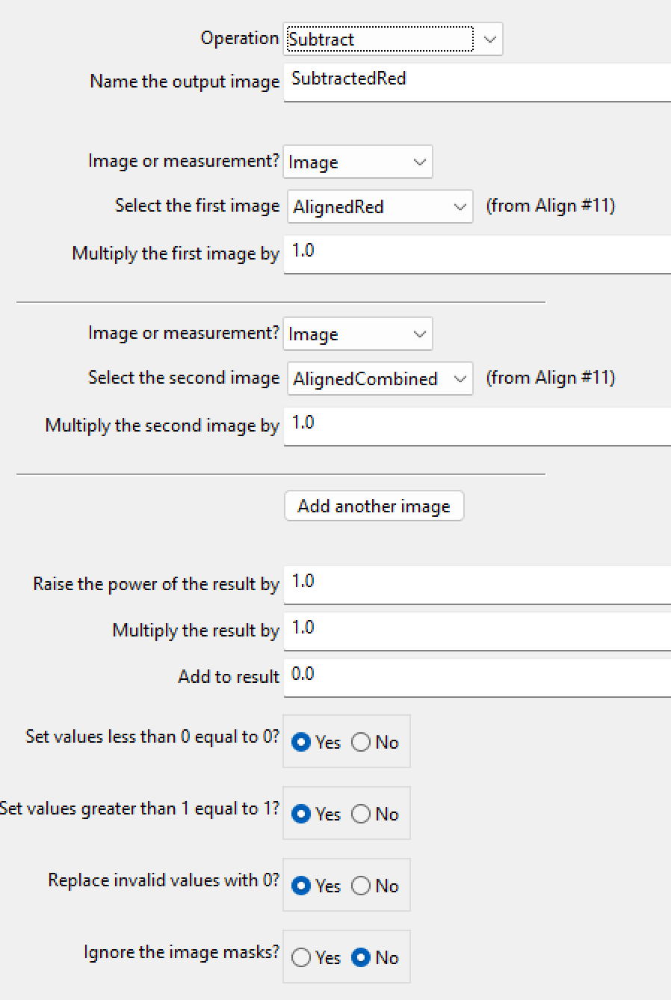 Operation Subtract
Name the output image SubtractedRed
Image or measurement? Image
Select the first image AlignedRed (from Align #11)
Multiply the first image by 1.0
Image or measurement? Image
Select the second image AlignedCombined (from Align #11)
Multiply the second image by 1.0
Add another image
Raise the power of the result by 1.0
Multiply the result by 1.0
Add to result 0.0
Set values less than 0 equal to 0? Yes No
Set values greater than 1 equal to 1? Yes No
Replace invalid values with 0? Yes No
Ignore the image masks? Yes No